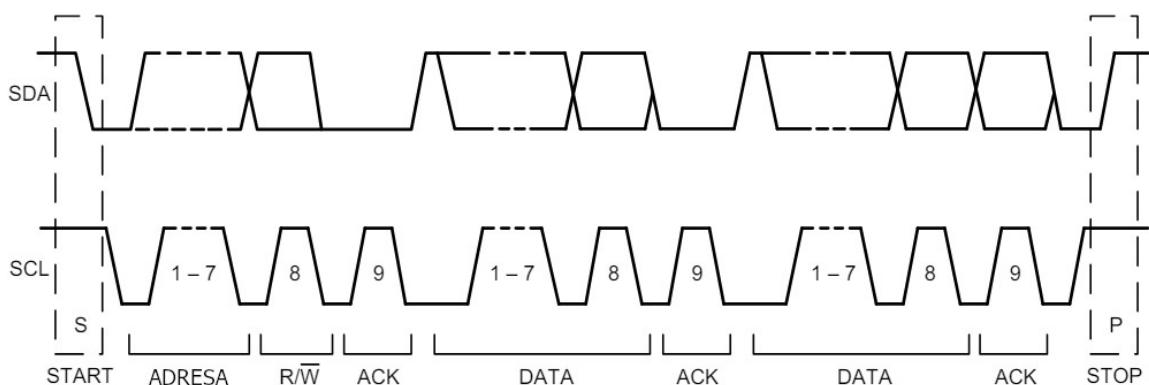 SDA
SCL 1 – 7 8 9 1 – 7 8 9 1 – 7 8 9
S P
START ADRESA R/W̅ ACK DATA ACK DATA ACK STOP